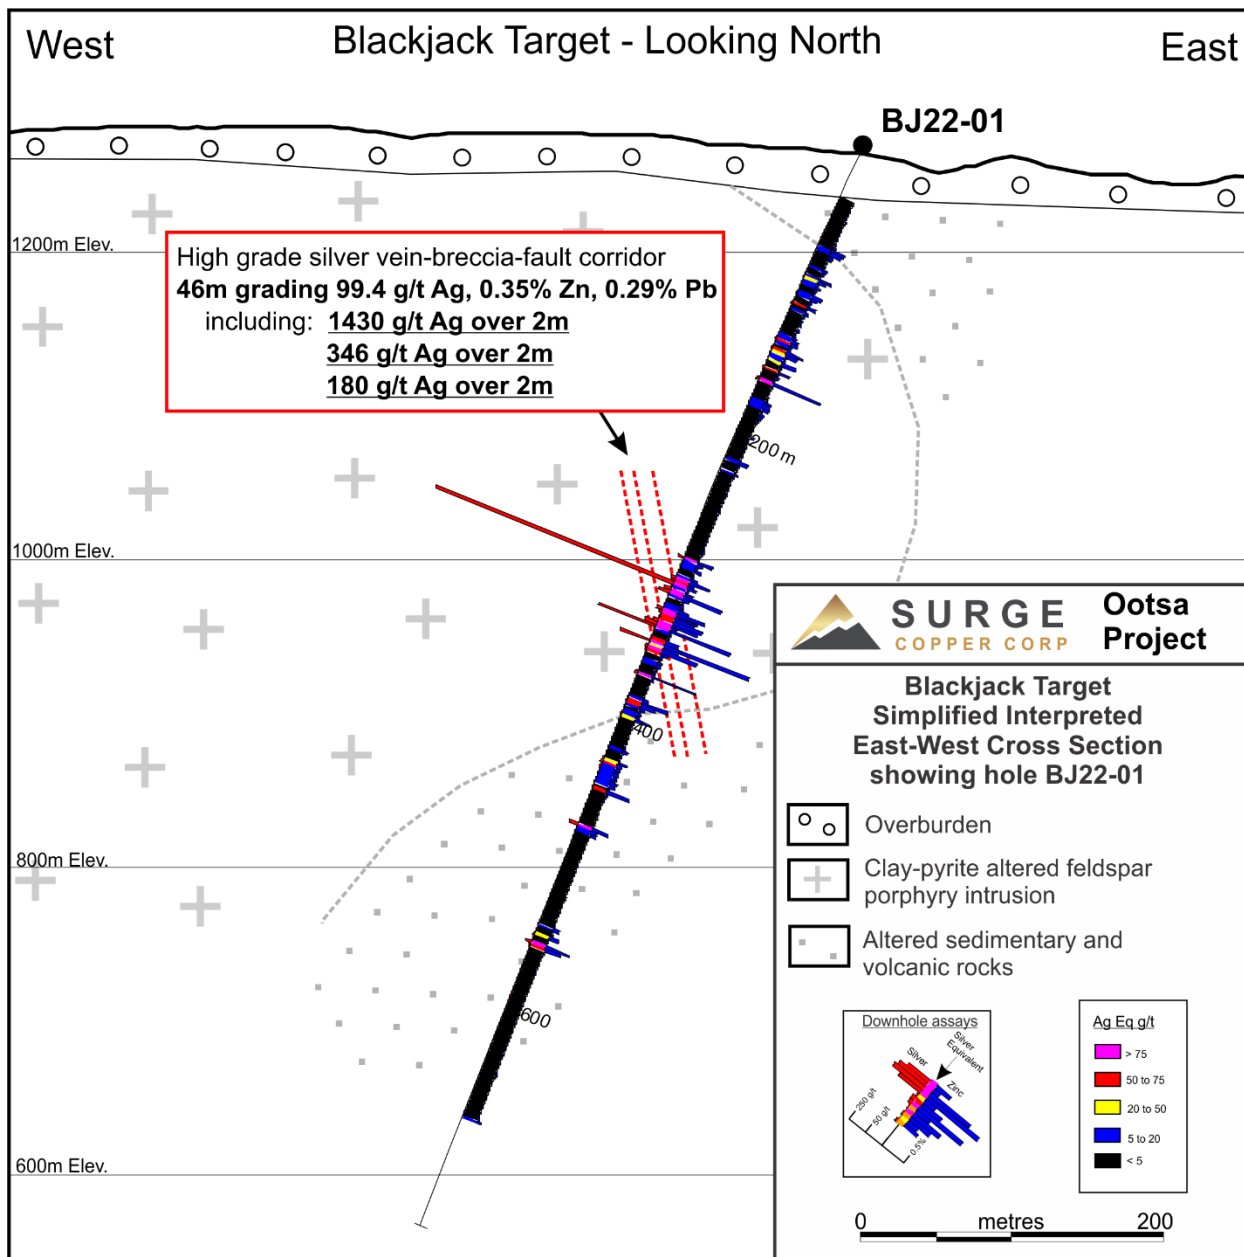 West
Blackjack Target - Looking North
East
BJ22-01
1200m Elev.
High grade silver vein-breccia-fault corridor
46m grading 99.4 g/t Ag, 0.35% Zn, 0.29% Pb
including: 1430 g/t Ag over 2m
346 g/t Ag over 2m
180 g/t Ag over 2m
200 m
1000m Elev.
400
800m Elev.
600
600m Elev.
SURGE
COPPER CORP
Ootsa
Project
Blackjack Target
Simplified Interpreted
East-West Cross Section
showing hole BJ22-01
Overburden
Clay-pyrite altered feldspar
porphyry intrusion
Altered sedimentary and
volcanic rocks
Downhole assays
Silver
Silver
Equivalent
Zinc
250 g/t
50 g/t
0.5%
Ag Eq g/t
> 75
50 to 75
20 to 50
5 to 20
< 5
0 metres 200